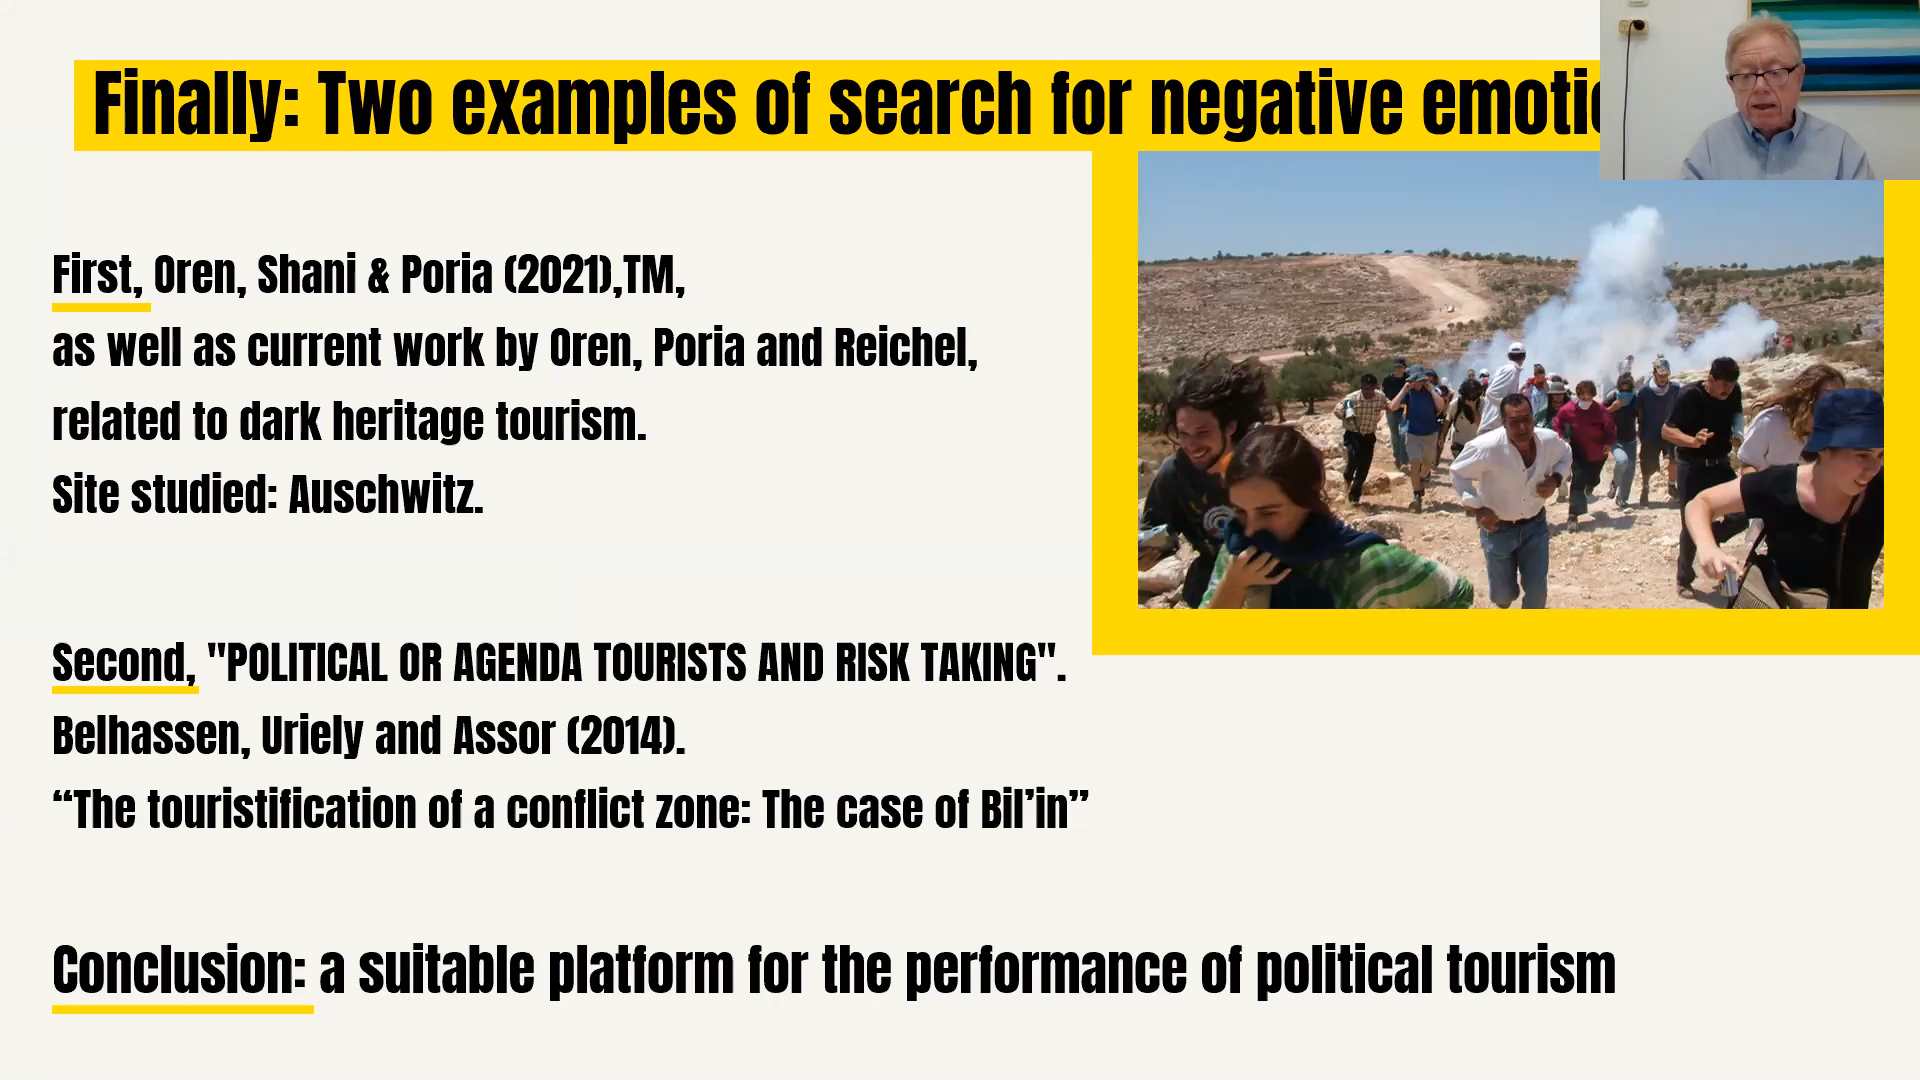 Finally: Two examples of search for negative
First, Oren, Shani & Poria (2021),TM,
as well as current work by Oren, Poria and Reichel,
related to dark heritage tourism.
Site studied: Auschwitz.
Second, "POLITICAL OR AGENDA TOURISTS AND RISK TAKING".
Belhassen, Uriely and Assor (2014).
“The touristification of a conflict zone: The case of Bil’in”
Conclusion: a suitable platform for the performance of political tourism